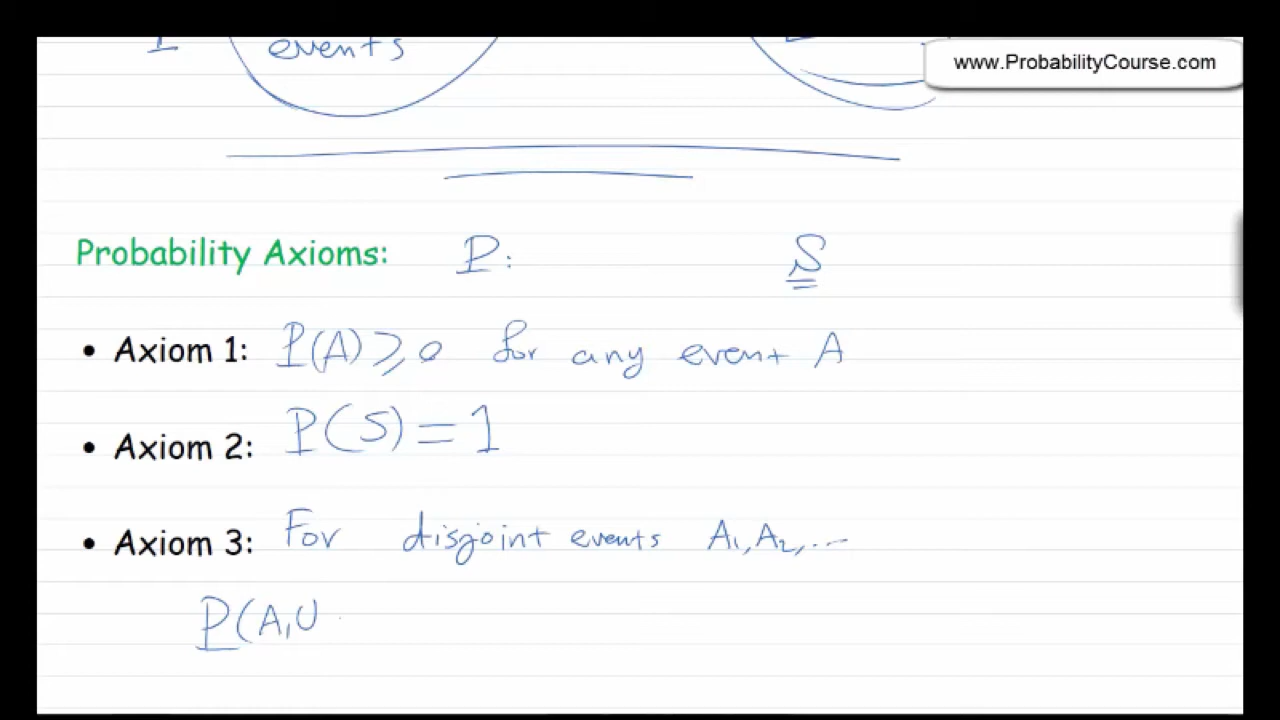 events
www.ProbabilityCourse.com
Probability Axioms: P: S
• Axiom 1: P(A) ≥ 0 for any event A
• Axiom 2: P(S) = 1
• Axiom 3: For disjoint events A₁, A₂, ...
P(A₁ ∪